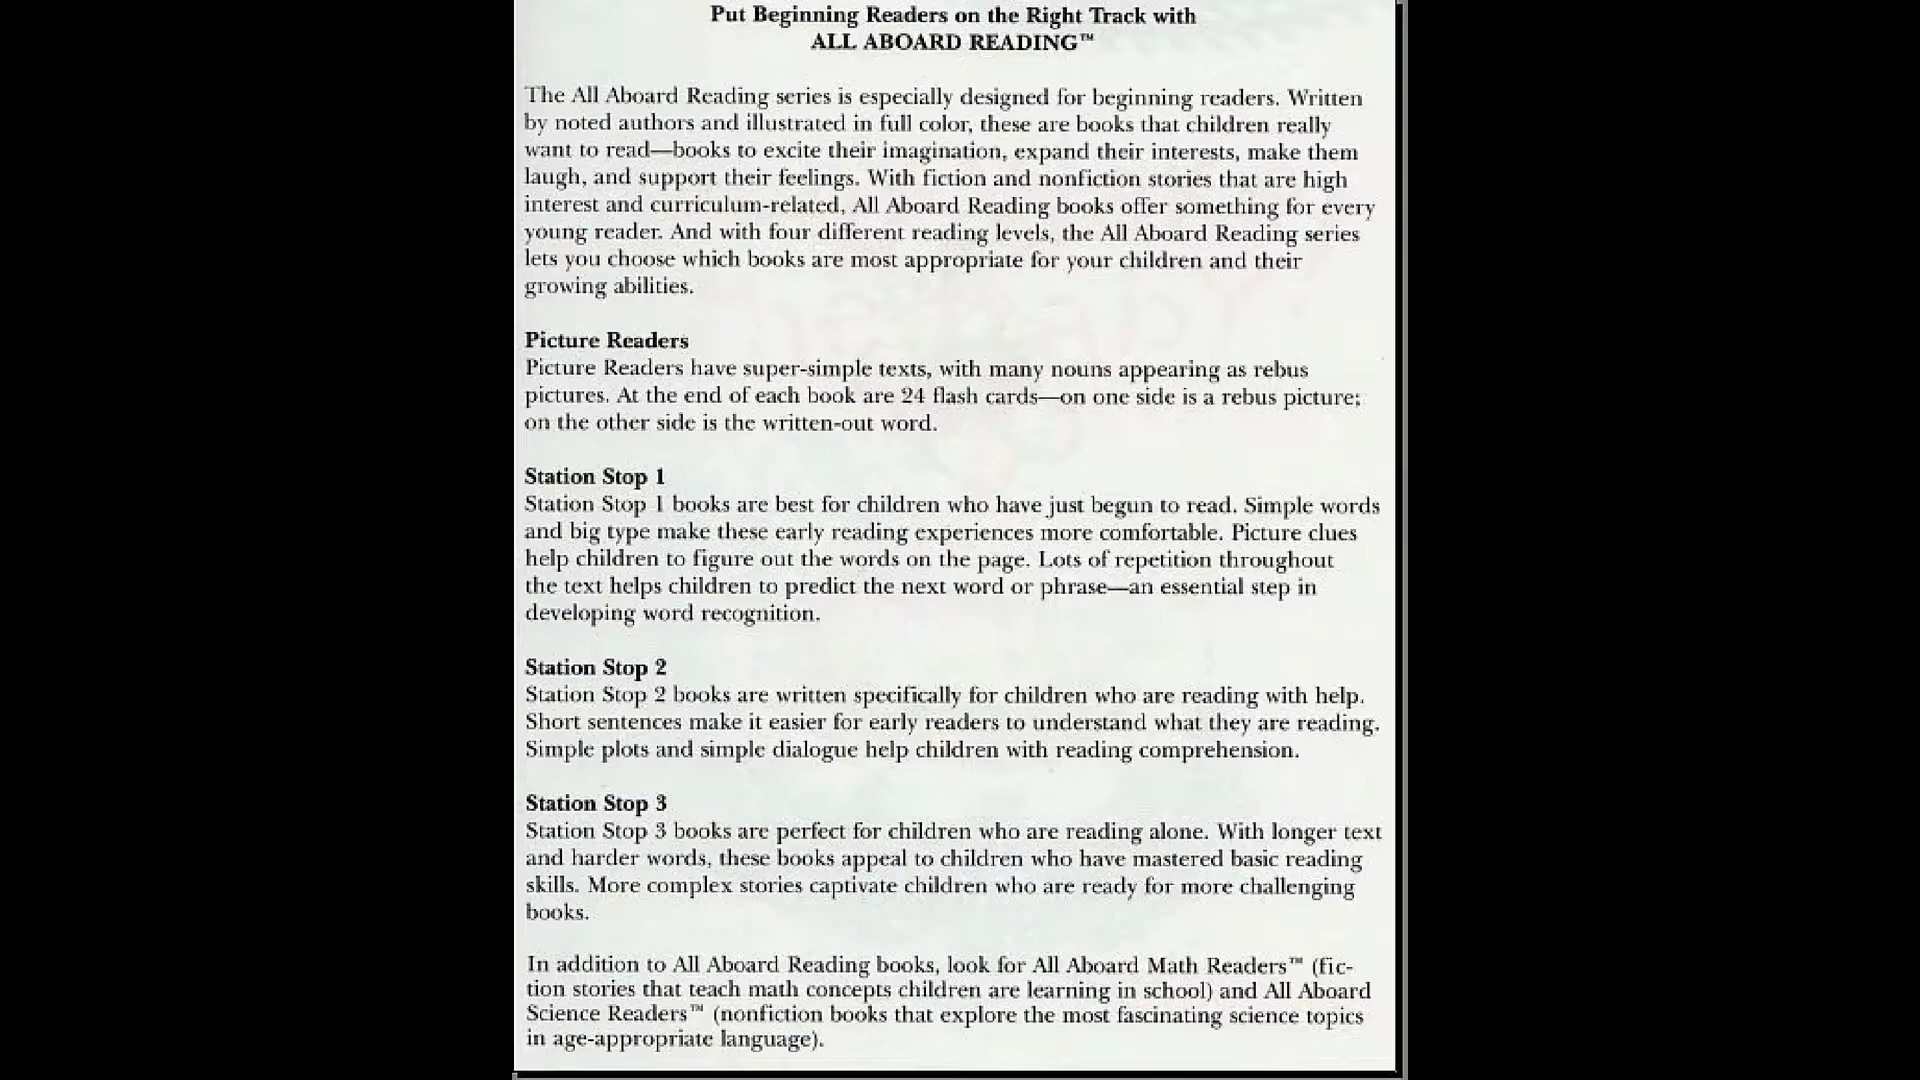 Put Beginning Readers on the Right Track with
ALL ABOARD READING™
The All Aboard Reading series is especially designed for beginning readers. Written
by noted authors and illustrated in full color, these are books that children really
want to read—books to excite their imagination, expand their interests, make them
laugh, and support their feelings. With fiction and nonfiction stories that are high
interest and curriculum-related, All Aboard Reading books offer something for every
young reader. And with four different reading levels, the All Aboard Reading series
lets you choose which books are most appropriate for your children and their
growing abilities.
Picture Readers
Picture Readers have super-simple texts, with many nouns appearing as rebus
pictures. At the end of each book are 24 flash cards—on one side is a rebus picture;
on the other side is the written-out word.
Station Stop 1
Station Stop 1 books are best for children who have just begun to read. Simple words
and big type make these early reading experiences more comfortable. Picture clues
help children to figure out the words on the page. Lots of repetition throughout
the text helps children to predict the next word or phrase—an essential step in
developing word recognition.
Station Stop 2
Station Stop 2 books are written specifically for children who are reading with help.
Short sentences make it easier for early readers to understand what they are reading.
Simple plots and simple dialogue help children with reading comprehension.
Station Stop 3
Station Stop 3 books are perfect for children who are reading alone. With longer text
and harder words, these books appeal to children who have mastered basic reading
skills. More complex stories captivate children who are ready for more challenging
books.
In addition to All Aboard Reading books, look for All Aboard Math Readers™ (fic-
tion stories that teach math concepts children are learning in school) and All Aboard
Science Readers™ (nonfiction books that explore the most fascinating science topics
in age-appropriate language).